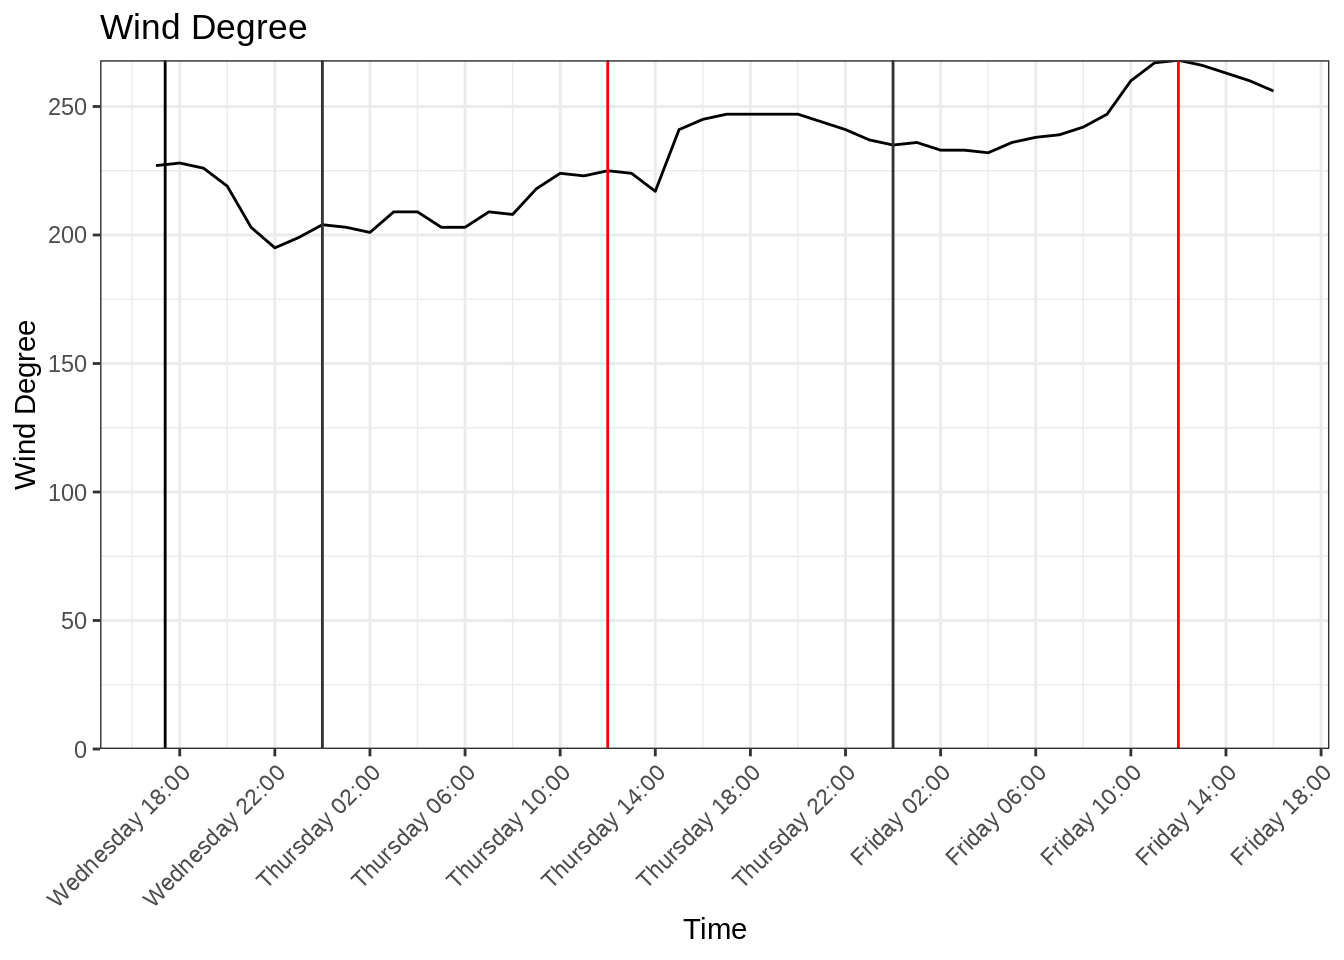 Wind Degree
Wind Degree
250
200
150
100
50
0
Wednesday 18:00
Wednesday 22:00
Thursday 02:00
Thursday 06:00
Thursday 10:00
Thursday 14:00
Thursday 18:00
Thursday 22:00
Friday 02:00
Friday 06:00
Friday 10:00
Friday 14:00
Friday 18:00
Time